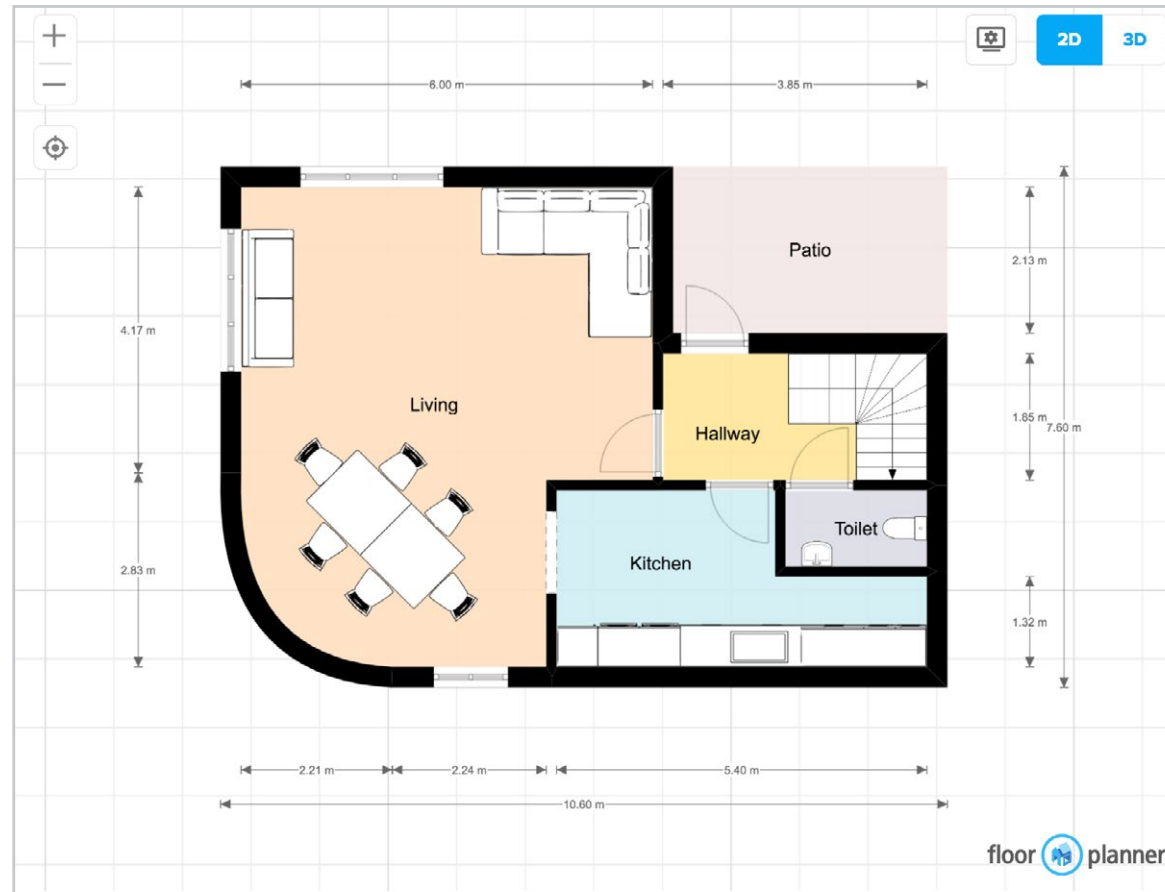 2D 3D
6.00 m 3.85 m
Patio
2.13 m
4.17 m
Living
Hallway
1.85 m
7.60 m
Toilet
Kitchen
2.83 m
1.32 m
2.21 m 2.24 m 5.40 m
10.60 m
floor planner